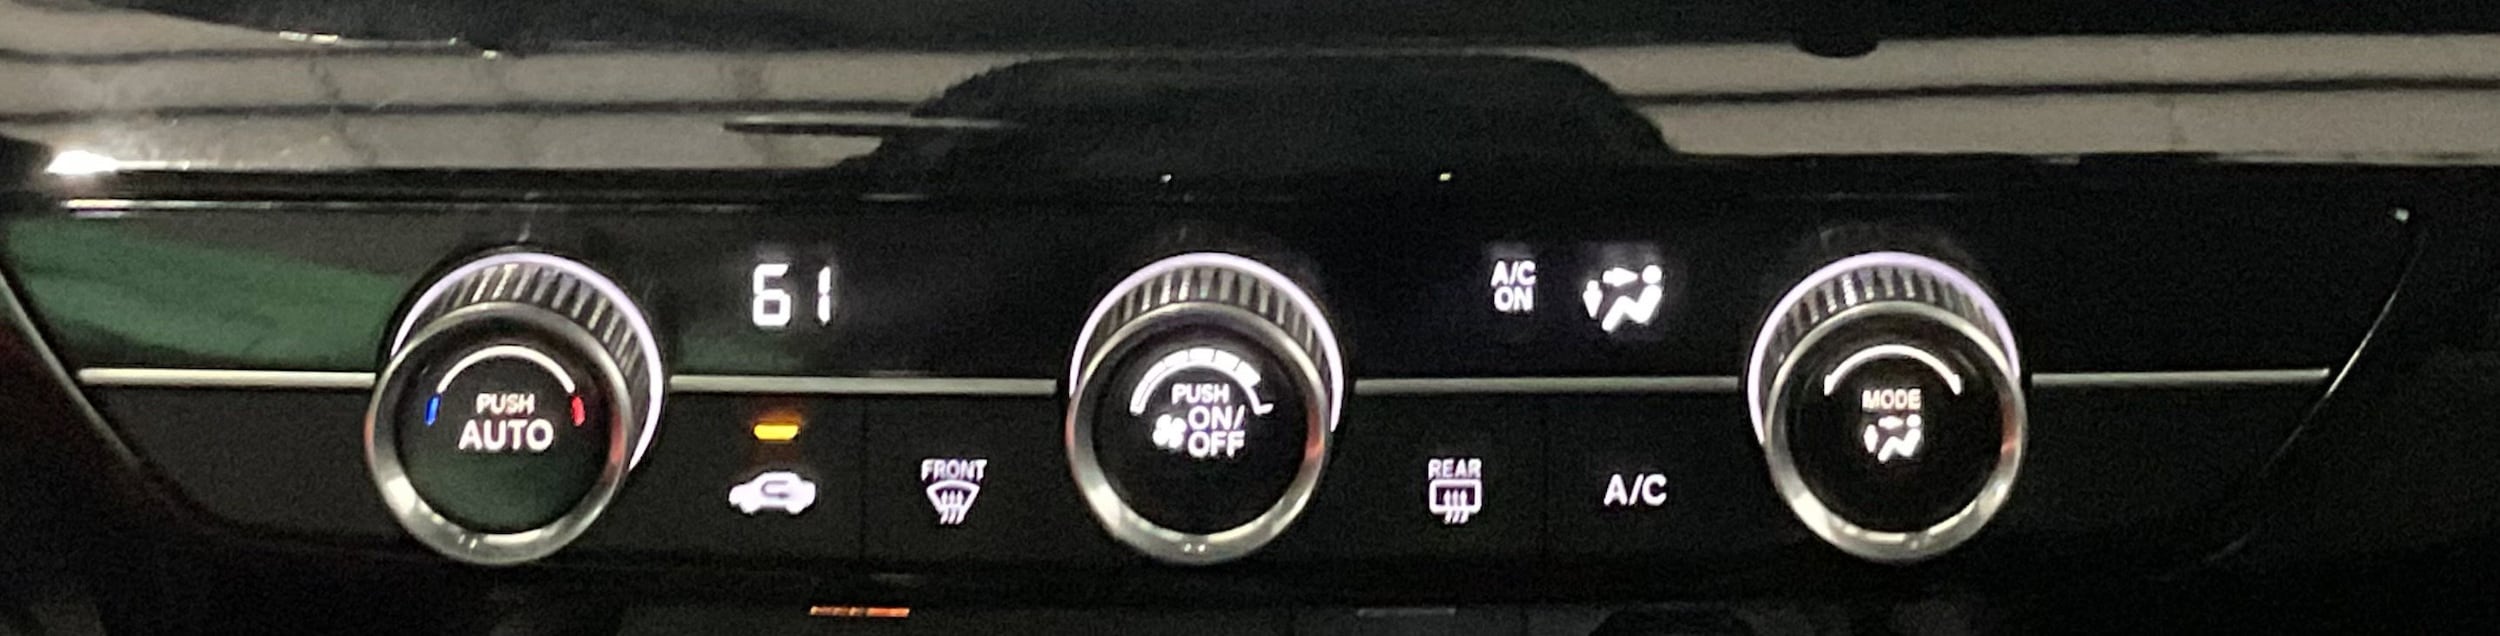 61
A/C
ON
PUSH
AUTO
FRONT
PUSH
ON/
OFF
REAR
A/C
MODE